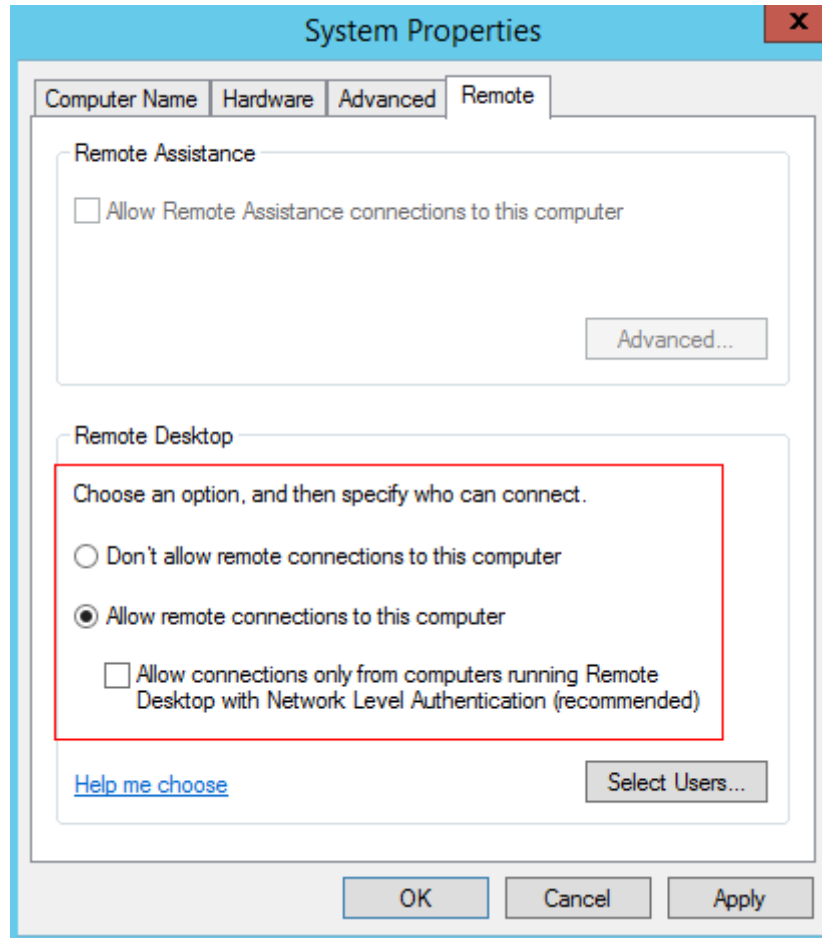 System Properties
x
Computer Name Hardware Advanced Remote
Remote Assistance
Allow Remote Assistance connections to this computer
Advanced...
Remote Desktop
Choose an option, and then specify who can connect.
Don't allow remote connections to this computer
Allow remote connections to this computer
Allow connections only from computers running Remote
Desktop with Network Level Authentication (recommended)
Help me choose Select Users...
OK Cancel Apply